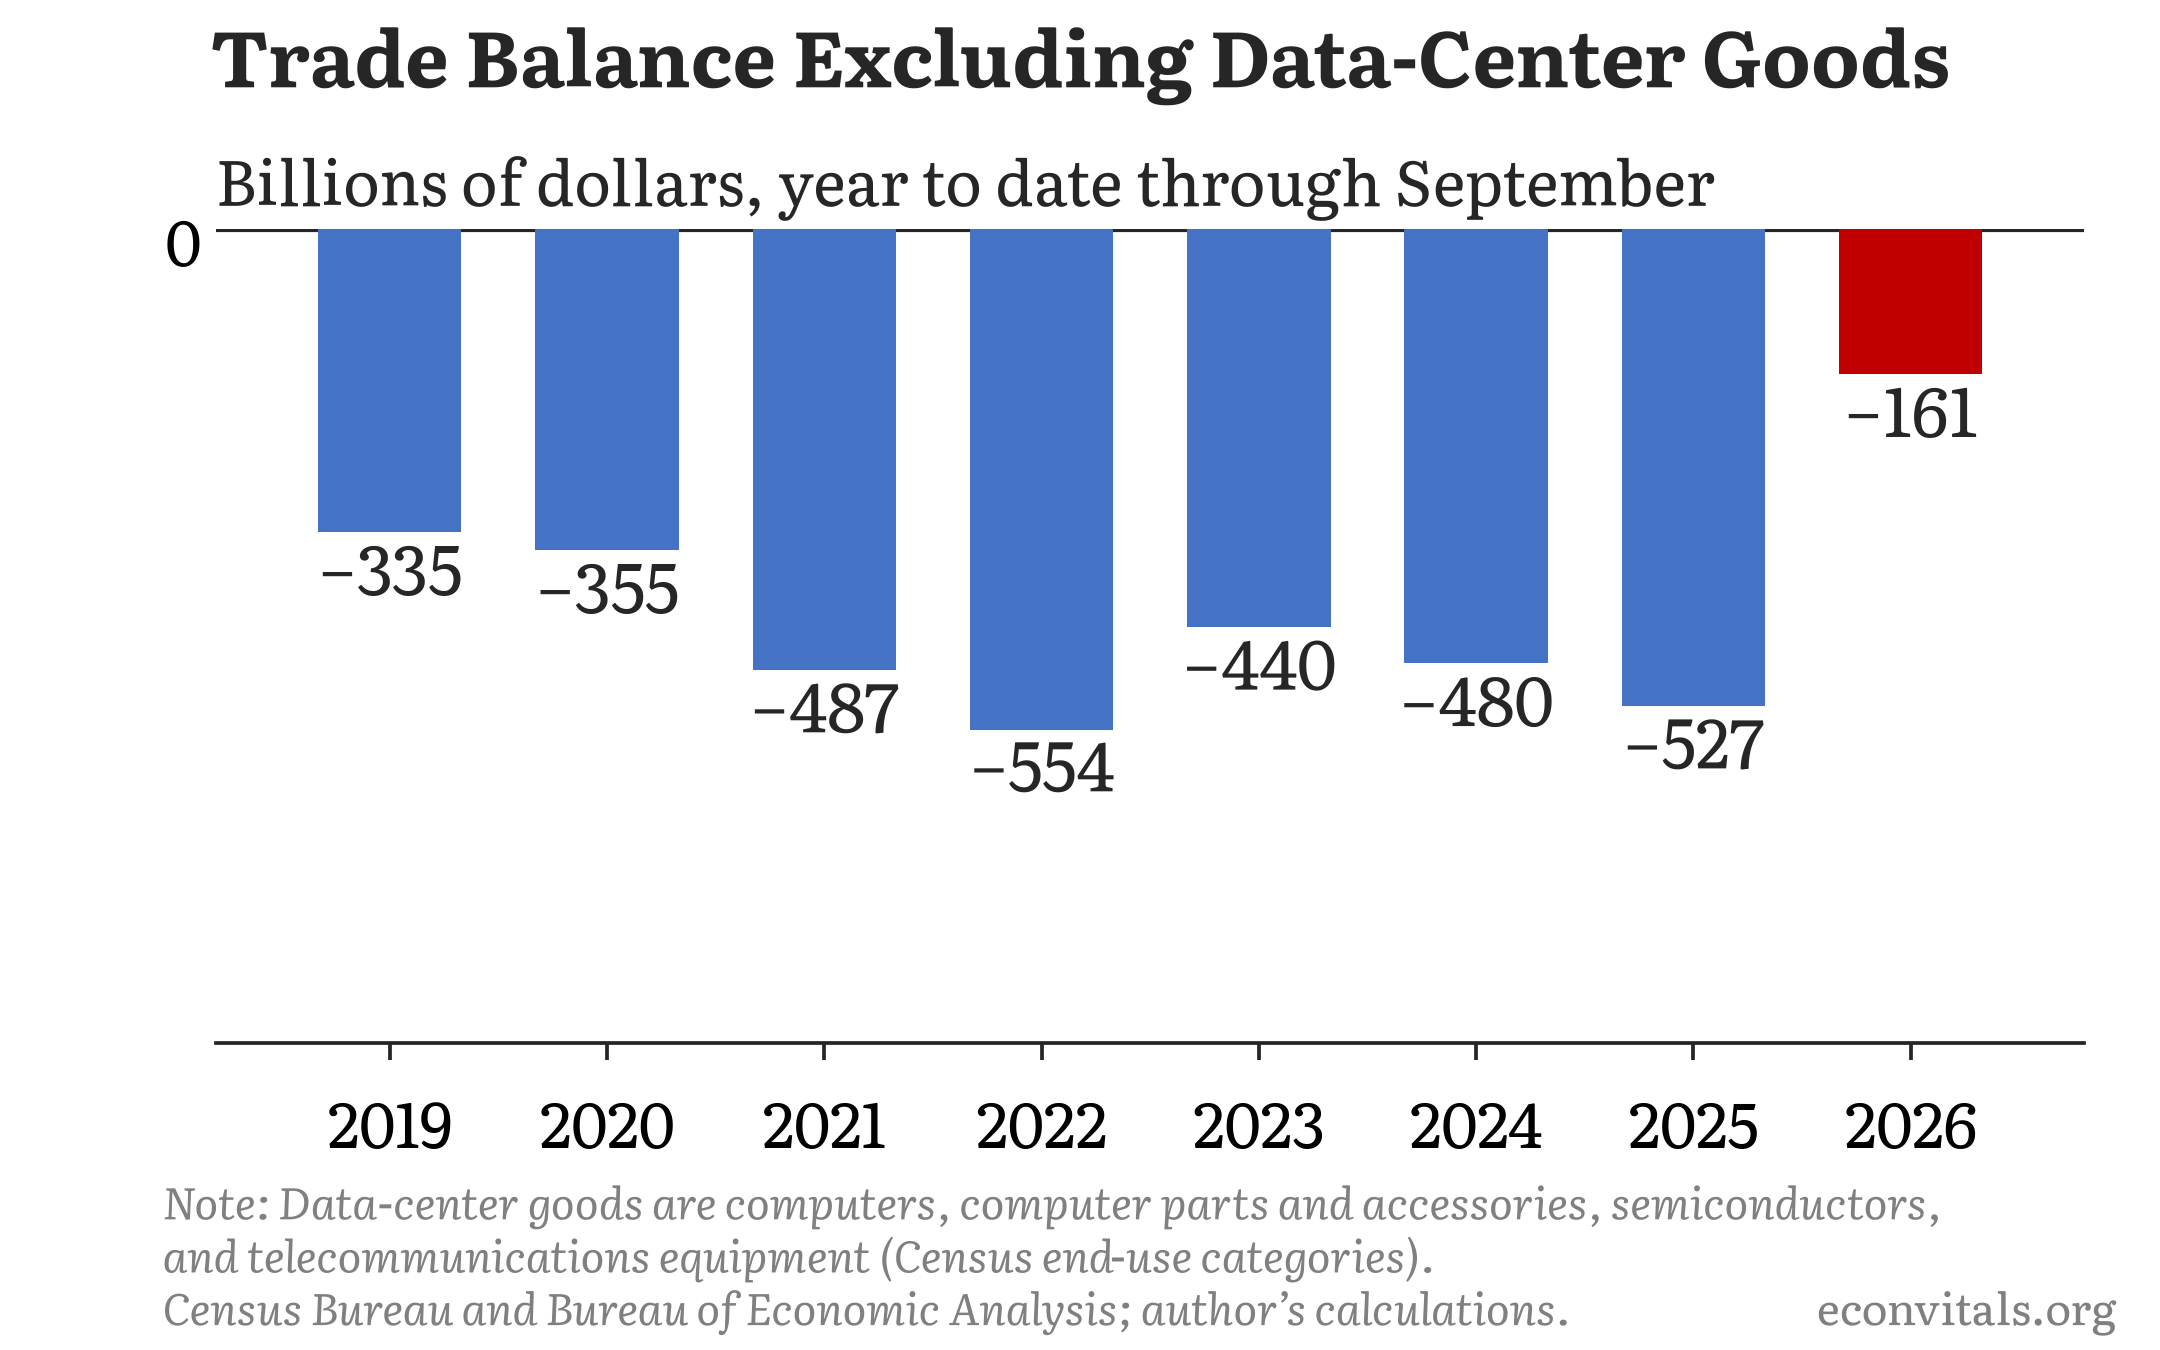 Trade Balance Excluding Data-Center Goods
Billions of dollars, year to date through September
0
−335
−355
−487
−554
−440
−480
−527
−161
2019 2020 2021 2022 2023 2024 2025 2026
Note: Data-center goods are computers, computer parts and accessories, semiconductors,
and telecommunications equipment (Census end-use categories).
Census Bureau and Bureau of Economic Analysis; author’s calculations.
econvitals.org